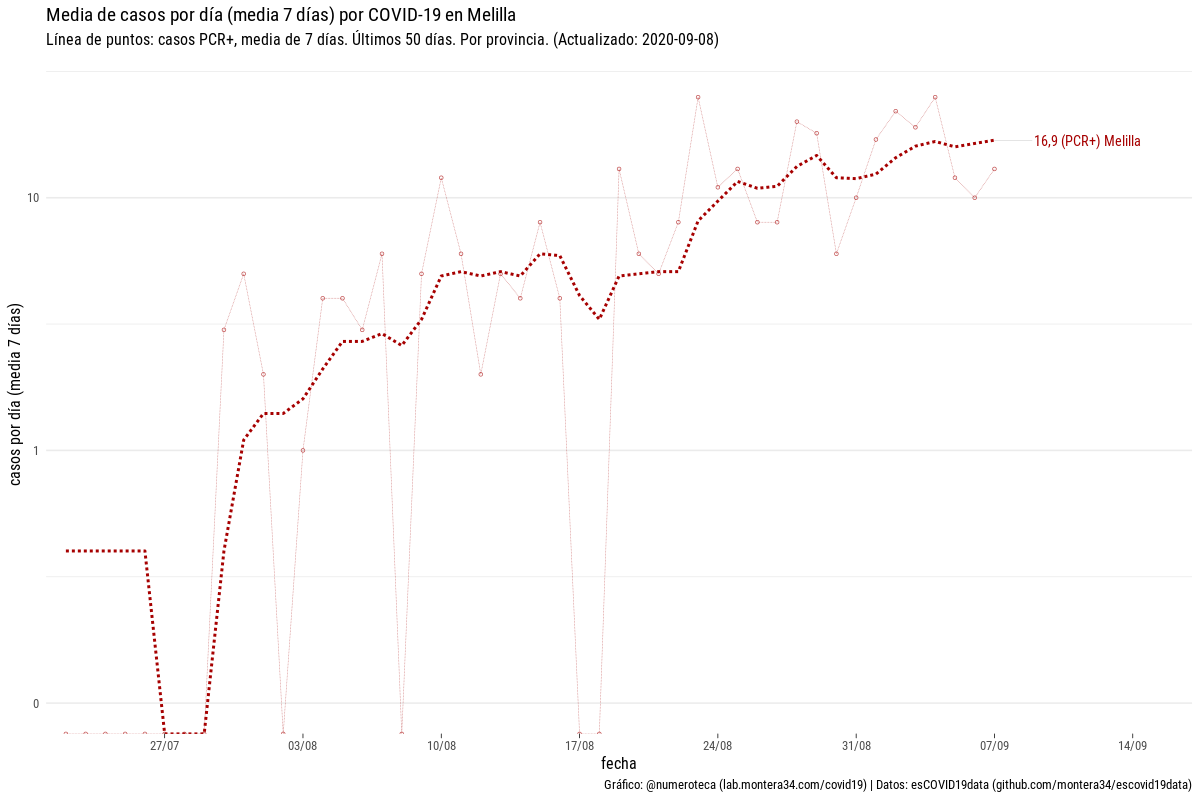 Media de casos por día (media 7 días) por COVID-19 en Melilla
Línea de puntos: casos PCR+, media de 7 días. Últimos 50 días. Por provincia. (Actualizado: 2020-09-08)
casos por día (media 7 días)
10
1
0
16,9 (PCR+) Melilla
27/07
03/08
10/08
17/08
24/08
31/08
07/09
14/09
fecha
Gráfico: @numeroteca (lab.montera34.com/covid19) | Datos: esCOVID19data (github.com/montera34/escovid19data)